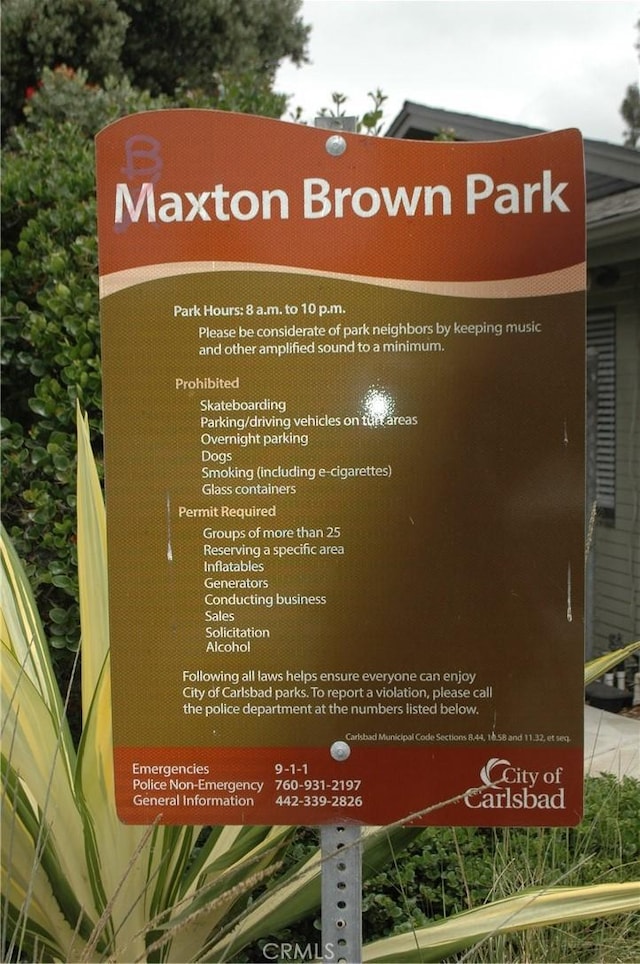 B
Maxton Brown Park
Park Hours: 8 a.m. to 10 p.m.
Please be considerate of park neighbors by keeping music
and other amplified sound to a minimum.
Prohibited
Skateboarding
Parking/driving vehicles on turf areas
Overnight parking
Dogs
Smoking (including e-cigarettes)
Glass containers
Permit Required
Groups of more than 25
Reserving a specific area
Inflatables
Generators
Conducting business
Sales
Solicitation
Alcohol
Following all laws helps ensure everyone can enjoy
City of Carlsbad parks. To report a violation, please call
the police department at the numbers listed below.
Carlsbad Municipal Code Sections 8.44, and 11.32, et seq.
Emergencies 9-1-1
Police Non-Emergency 760-931-2197
General Information 442-339-2826
City of
Carlsbad
CRMLS